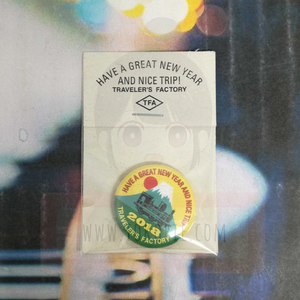 HAVE A GREAT NEW YEAR
AND NICE TRIP!
TRAVELER'S FACTORY
TFA
HAVE A GREAT NEW YEAR AND NICE
2018
TRAVELER'S FACTORY